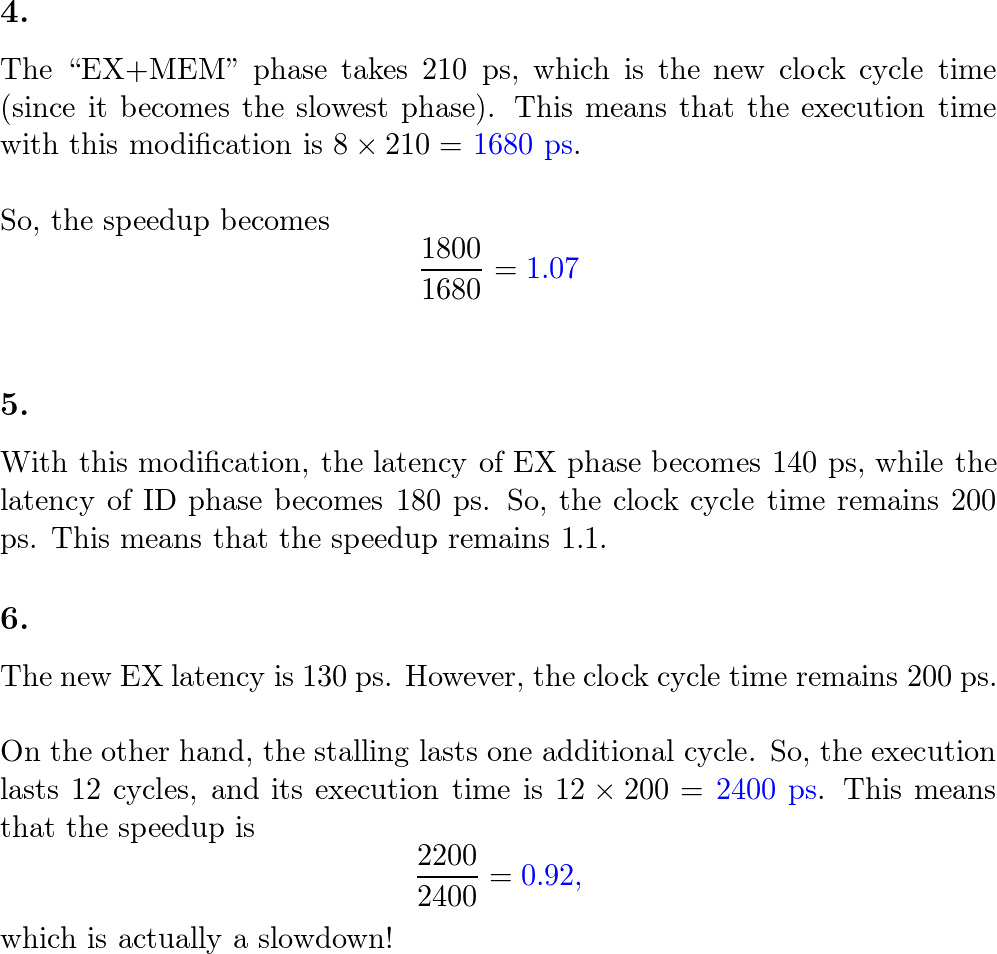 4.
The “EX+MEM” phase takes 210 ps, which is the new clock cycle time
(since it becomes the slowest phase). This means that the execution time
with this modification is 8 × 210 = 1680 ps.
So, the speedup becomes
1800
1680
= 1.07
5.
With this modification, the latency of EX phase becomes 140 ps, while the
latency of ID phase becomes 180 ps. So, the clock cycle time remains 200
ps. This means that the speedup remains 1.1.
6.
The new EX latency is 130 ps. However, the clock cycle time remains 200 ps.
On the other hand, the stalling lasts one additional cycle. So, the execution
lasts 12 cycles, and its execution time is 12 × 200 = 2400 ps. This means
that the speedup is
2200
2400
= 0.92,
which is actually a slowdown!